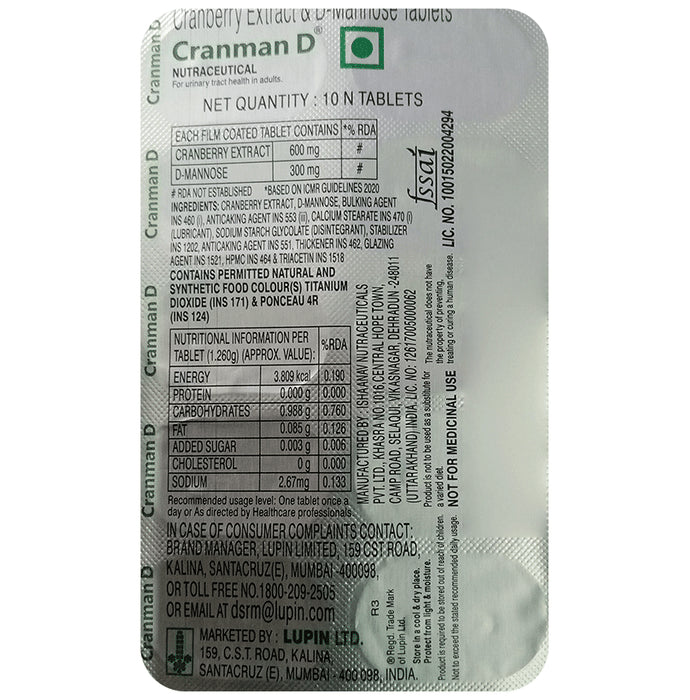 Cranberry Extract & D-Mannose Tablets
Cranman D®
NUTRACEUTICAL
For urinary tract health in adults.
NET QUANTITY : 10 N TABLETS
EACH FILM COATED TABLET CONTAINS *% RDA
CRANBERRY EXTRACT 600 mg #
D-MANNOSE 300 mg #
# RDA NOT ESTABLISHED *BASED ON ICMR GUIDELINES 2020
INGREDIENTS: CRANBERRY EXTRACT, D-MANNOSE, BULKING AGENT
INS 460 (i), ANTICAKING AGENT INS 553 (iii), CALCIUM STEARATE INS 470 (i)
(LUBRICANT), SODIUM STARCH GLYCOLATE (DISINTEGRANT), STABILIZER
INS 1202, ANTICAKING AGENT INS 551, THICKENER INS 462, GLAZING
AGENT INS 1521, HPMC INS 464 & TRIACETIN INS 1518
CONTAINS PERMITTED NATURAL AND
SYNTHETIC FOOD COLOUR(S) TITANIUM
DIOXIDE (INS 171) & PONCEAU 4R
(INS 124)
NUTRITIONAL INFORMATION PER
TABLET (1.260g) (APPROX. VALUE): %RDA
ENERGY 3.809 kcal 0.190
PROTEIN 0.000 g 0.000
CARBOHYDRATES 0.988 g 0.760
FAT 0.085 g 0.126
ADDED SUGAR 0.003 g 0.006
CHOLESTEROL 0 g 0.000
SODIUM 2.67mg 0.133
Recommended usage level: One tablet once a
day or As directed by Healthcare professionals
IN CASE OF CONSUMER COMPLAINTS CONTACT:
BRAND MANAGER, LUPIN LIMITED, 159 CST ROAD,
KALINA, SANTACRUZ(E), MUMBAI-400098,
OR TOLL FREE NO.1800-209-2505
OR EMAIL AT dsrm@lupin.com
MARKETED BY : LUPIN LTD.
159, C.S.T. ROAD, KALINA,
SANTACRUZ (E), MUMBAI - 400 098, INDIA.
MANUFACTURED BY : ISHAANAV NUTRACEUTICALS
PVT. LTD., KHASRA NO.1016 CENTRAL HOPE TOWN,
CAMP ROAD, SELAQUI, VIKASNAGAR, DEHRADUN -248011
(UTTARAKHAND) INDIA. LIC. NO: 12617005000062
fssai
LIC. NO. 10015022004294
The nutraceutical does not have
the property of preventing,
treating or curing a human disease.
Product is not to be used as a substitute for
a varied diet.
NOT FOR MEDICINAL USE
R3
®Regd. Trade Mark
of Lupin Ltd.
Store in a cool & dry place.
Protect from light & moisture.
Product is required to be stored out of reach of children.
Not to exceed the stated recommended daily usage.
Cranman D
Cranman D
Cranman D
Cranman D
Cranman D